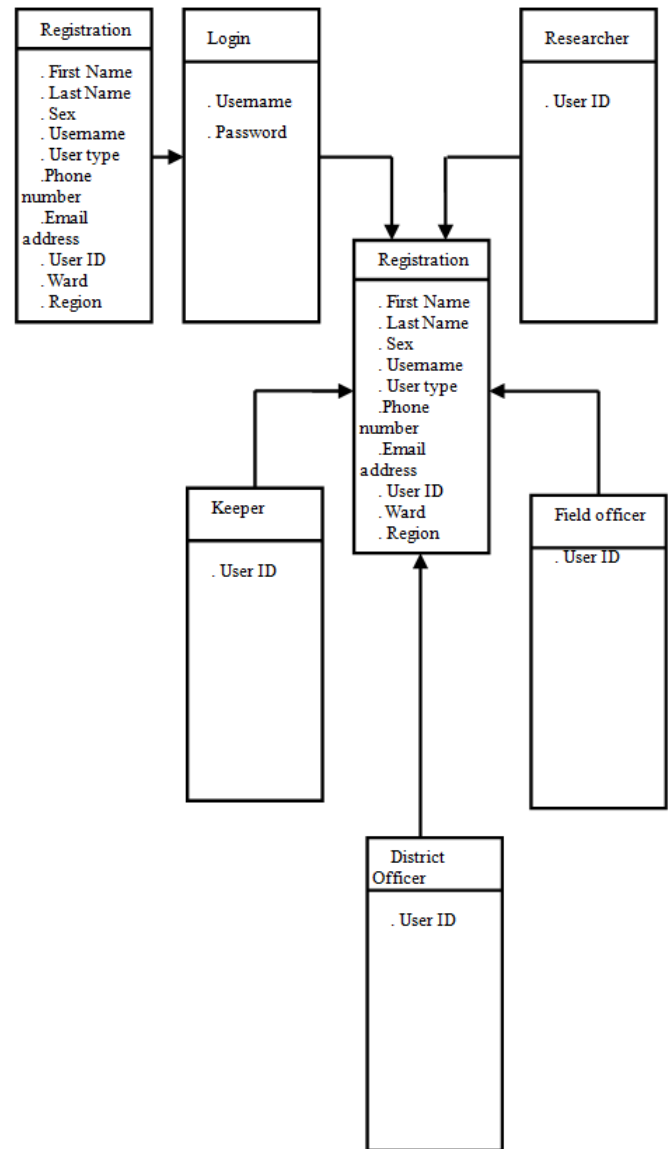 Registration
. First Name
. Last Name
. Sex
. Username
. User type
.Phone
number
.Email
address
. User ID
. Ward
. Region
Login
. Username
. Password
Researcher
. User ID
Registration
. First Name
. Last Name
. Sex
. Username
. User type
.Phone
number
.Email
address
. User ID
. Ward
. Region
Keeper
. User ID
Field officer
. User ID
District
Officer
. User ID